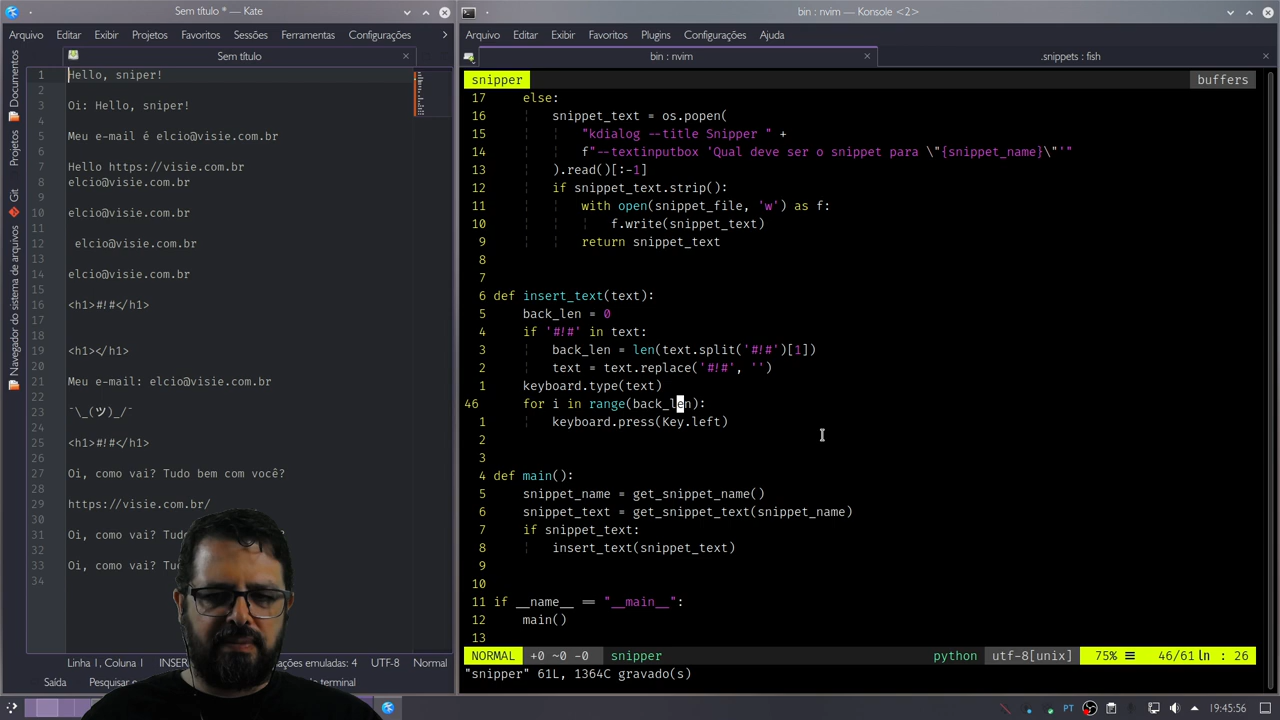 Sem título * — Kate
bin : nvim — Konsole <2>
Arquivo Editar Exibir Projetos Favoritos Sessões Ferramentas Configurações
Arquivo Editar Exibir Favoritos Plugins Configurações Ajuda
Sem título
bin : nvim
.snippets : fish
Documentos
Projetos
Git
Navegador do sistema de arquivos
1 Hello, sniper!
2
3 Oi: Hello, sniper!
4
5 Meu e-mail é elcio@visie.com.br
6
7 Hello https://visie.com.br
8 elcio@visie.com.br
9
10 elcio@visie.com.br
11
12 elcio@visie.com.br
13
14 elcio@visie.com.br
15
16 <h1>#!#</h1>
17
18
19 <h1></h1>
20
21 Meu e-mail: elcio@visie.com.br
22
23 ¯\_(ツ)_/¯
24
25 <h1>#!#</h1>
26
27 Oi, como vai? Tudo bem com você?
28
29 https://visie.com.br/
30
31 Oi, como vai?
32
33 Oi, como vai?
34
Linha 1, Coluna 1 UTF-8 Normal
Saída Pesquisar terminal
snipper
buffers
17 else:
16 snippet_text = os.popen(
15 "kdialog --title Snipper " +
14 f"--textinputbox 'Qual deve ser o snippet para \"{snippet_name}\"'"
13 ).read()[:-1]
12 if snippet_text.strip():
11 with open(snippet_file, 'w') as f:
10 f.write(snippet_text)
9 return snippet_text
8
7
6 def insert_text(text):
5 back_len = 0
4 if '#!#' in text:
3 back_len = len(text.split('#!#')[1])
2 text = text.replace('#!#', '')
1 keyboard.type(text)
46 for i in range(back_len):
1 keyboard.press(Key.left)
2
3
4 def main():
5 snippet_name = get_snippet_name()
6 snippet_text = get_snippet_text(snippet_name)
7 if snippet_text:
8 insert_text(snippet_text)
9
10
11 if __name__ == "__main__":
12 main()
13
NORMAL +0 ~0 -0 snipper python utf-8[unix] 75% ☰ 46/61 ln : 26
"snipper" 61L, 1364C gravado(s)
PT 19:45:56